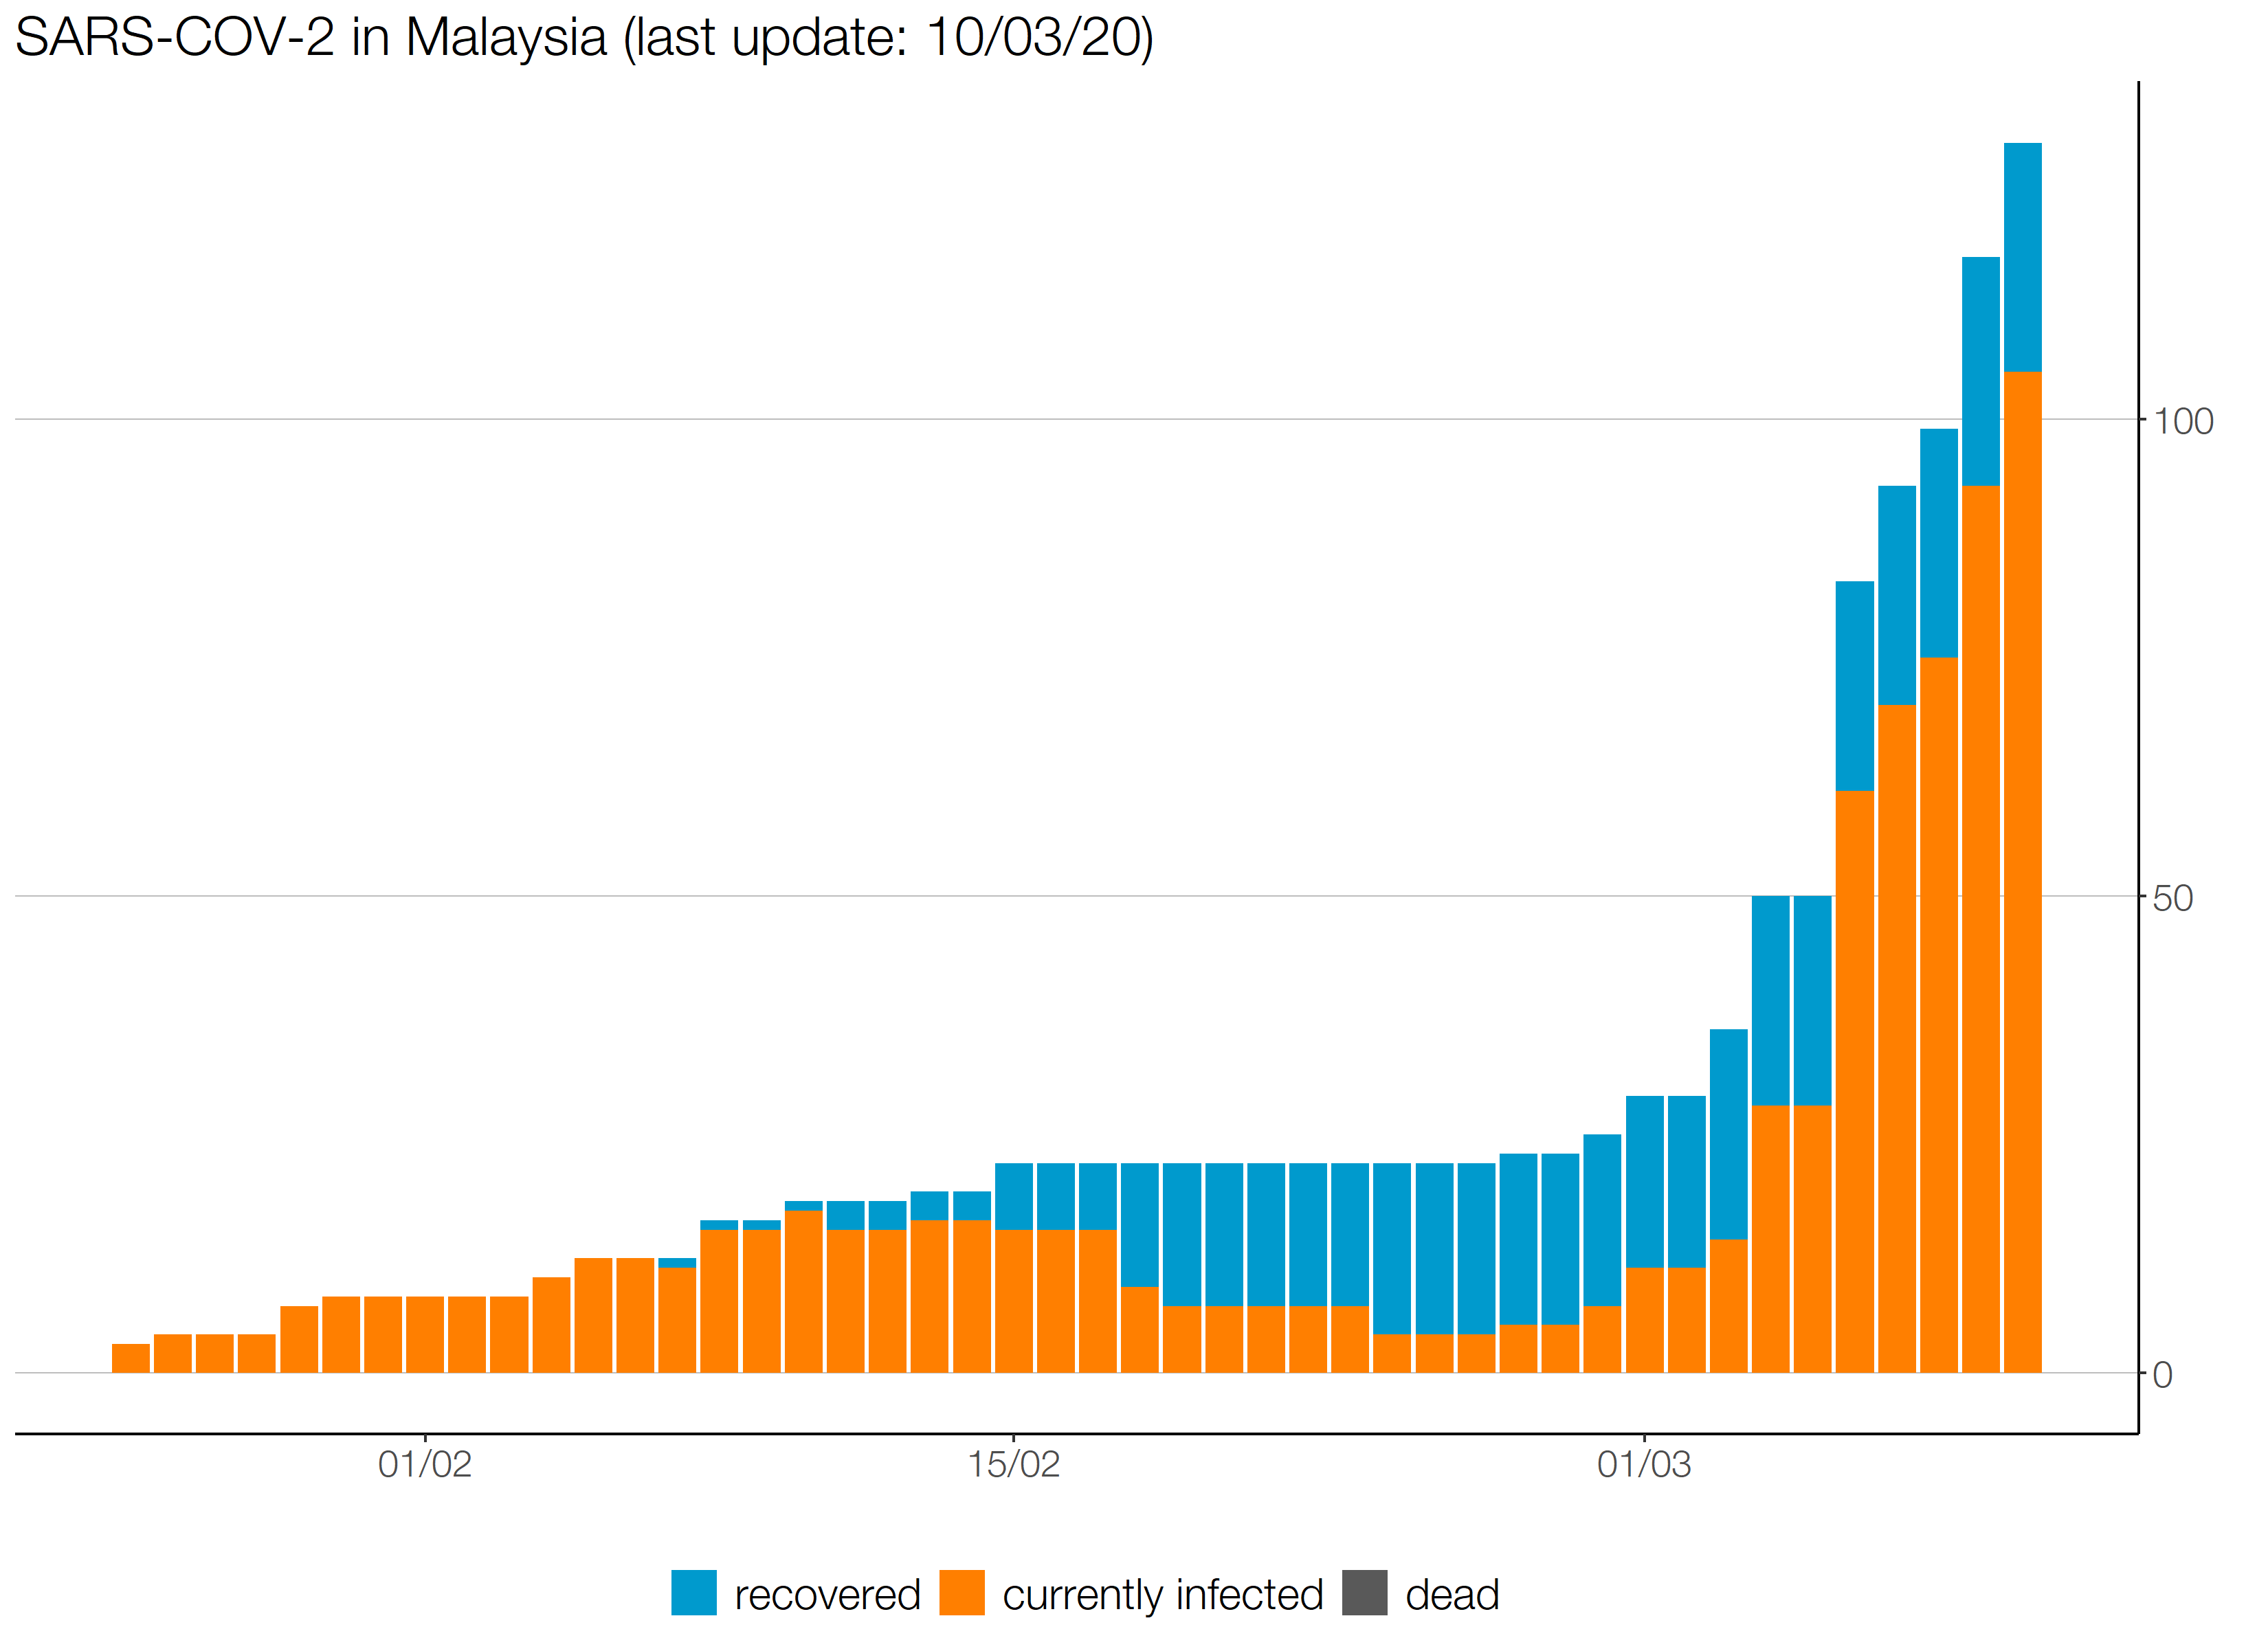 SARS-COV-2 in Malaysia (last update: 10/03/20)
100
50
0
01/02 15/02 01/03
recovered currently infected dead